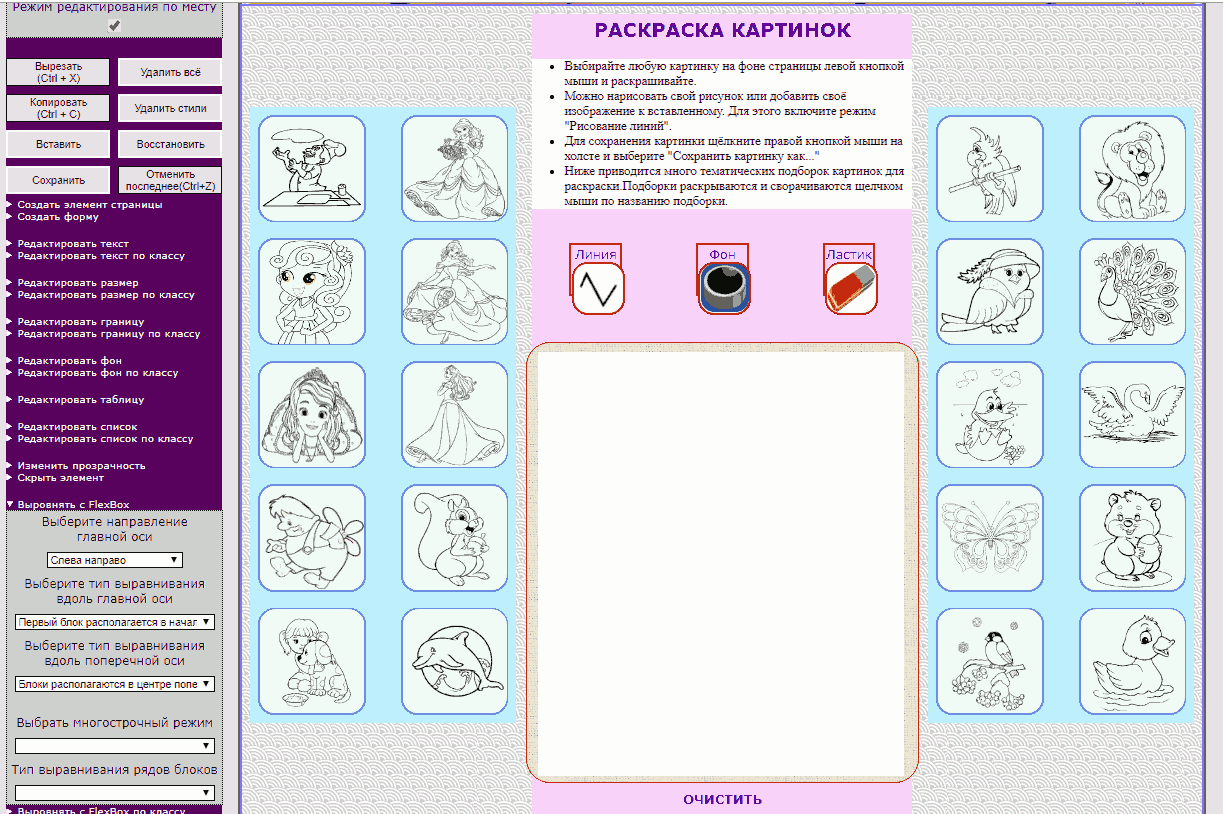 Режим редактирования по месту
Вырезать
(Ctrl + X)
Удалить всё
Копировать
(Ctrl + C)
Удалить стили
Вставить
Восстановить
Сохранить
Отменить
последнее(Ctrl+Z)
Создать элемент страницы
Создать форму
Редактировать текст
Редактировать текст по классу
Редактировать размер
Редактировать размер по классу
Редактировать границу
Редактировать границу по классу
Редактировать фон
Редактировать фон по классу
Редактировать таблицу
Редактировать список
Редактировать список по классу
Изменить прозрачность
Скрыть элемент
Выровнять с FlexBox
Выберите направление
главной оси
Слева направо
Выберите тип выравнивания
вдоль главной оси
Первый блок располагается в начал
Выберите тип выравнивания
вдоль поперечной оси
Блоки располагаются в центре попе
Выбрать многострочный режим
Тип выравнивания рядов блоков
Выровнять с FlexBox по классу
РАСКРАСКА КАРТИНОК
Выбирайте любую картинку на фоне страницы левой кнопкой
мыши и раскрашивайте.
Можно нарисовать свой рисунок или добавить своё
изображение к вставленному. Для этого включите режим
"Рисование линий".
Для сохранения картинки щёлкните правой кнопкой мыши на
холсте и выберите "Сохранить картинку как..."
Ниже приводится много тематических подборок картинок для
раскраски.Подборки раскрываются и сворачиваются щелчком
мыши по названию подборки.
Линия
Фон
Ластик
ОЧИСТИТЬ